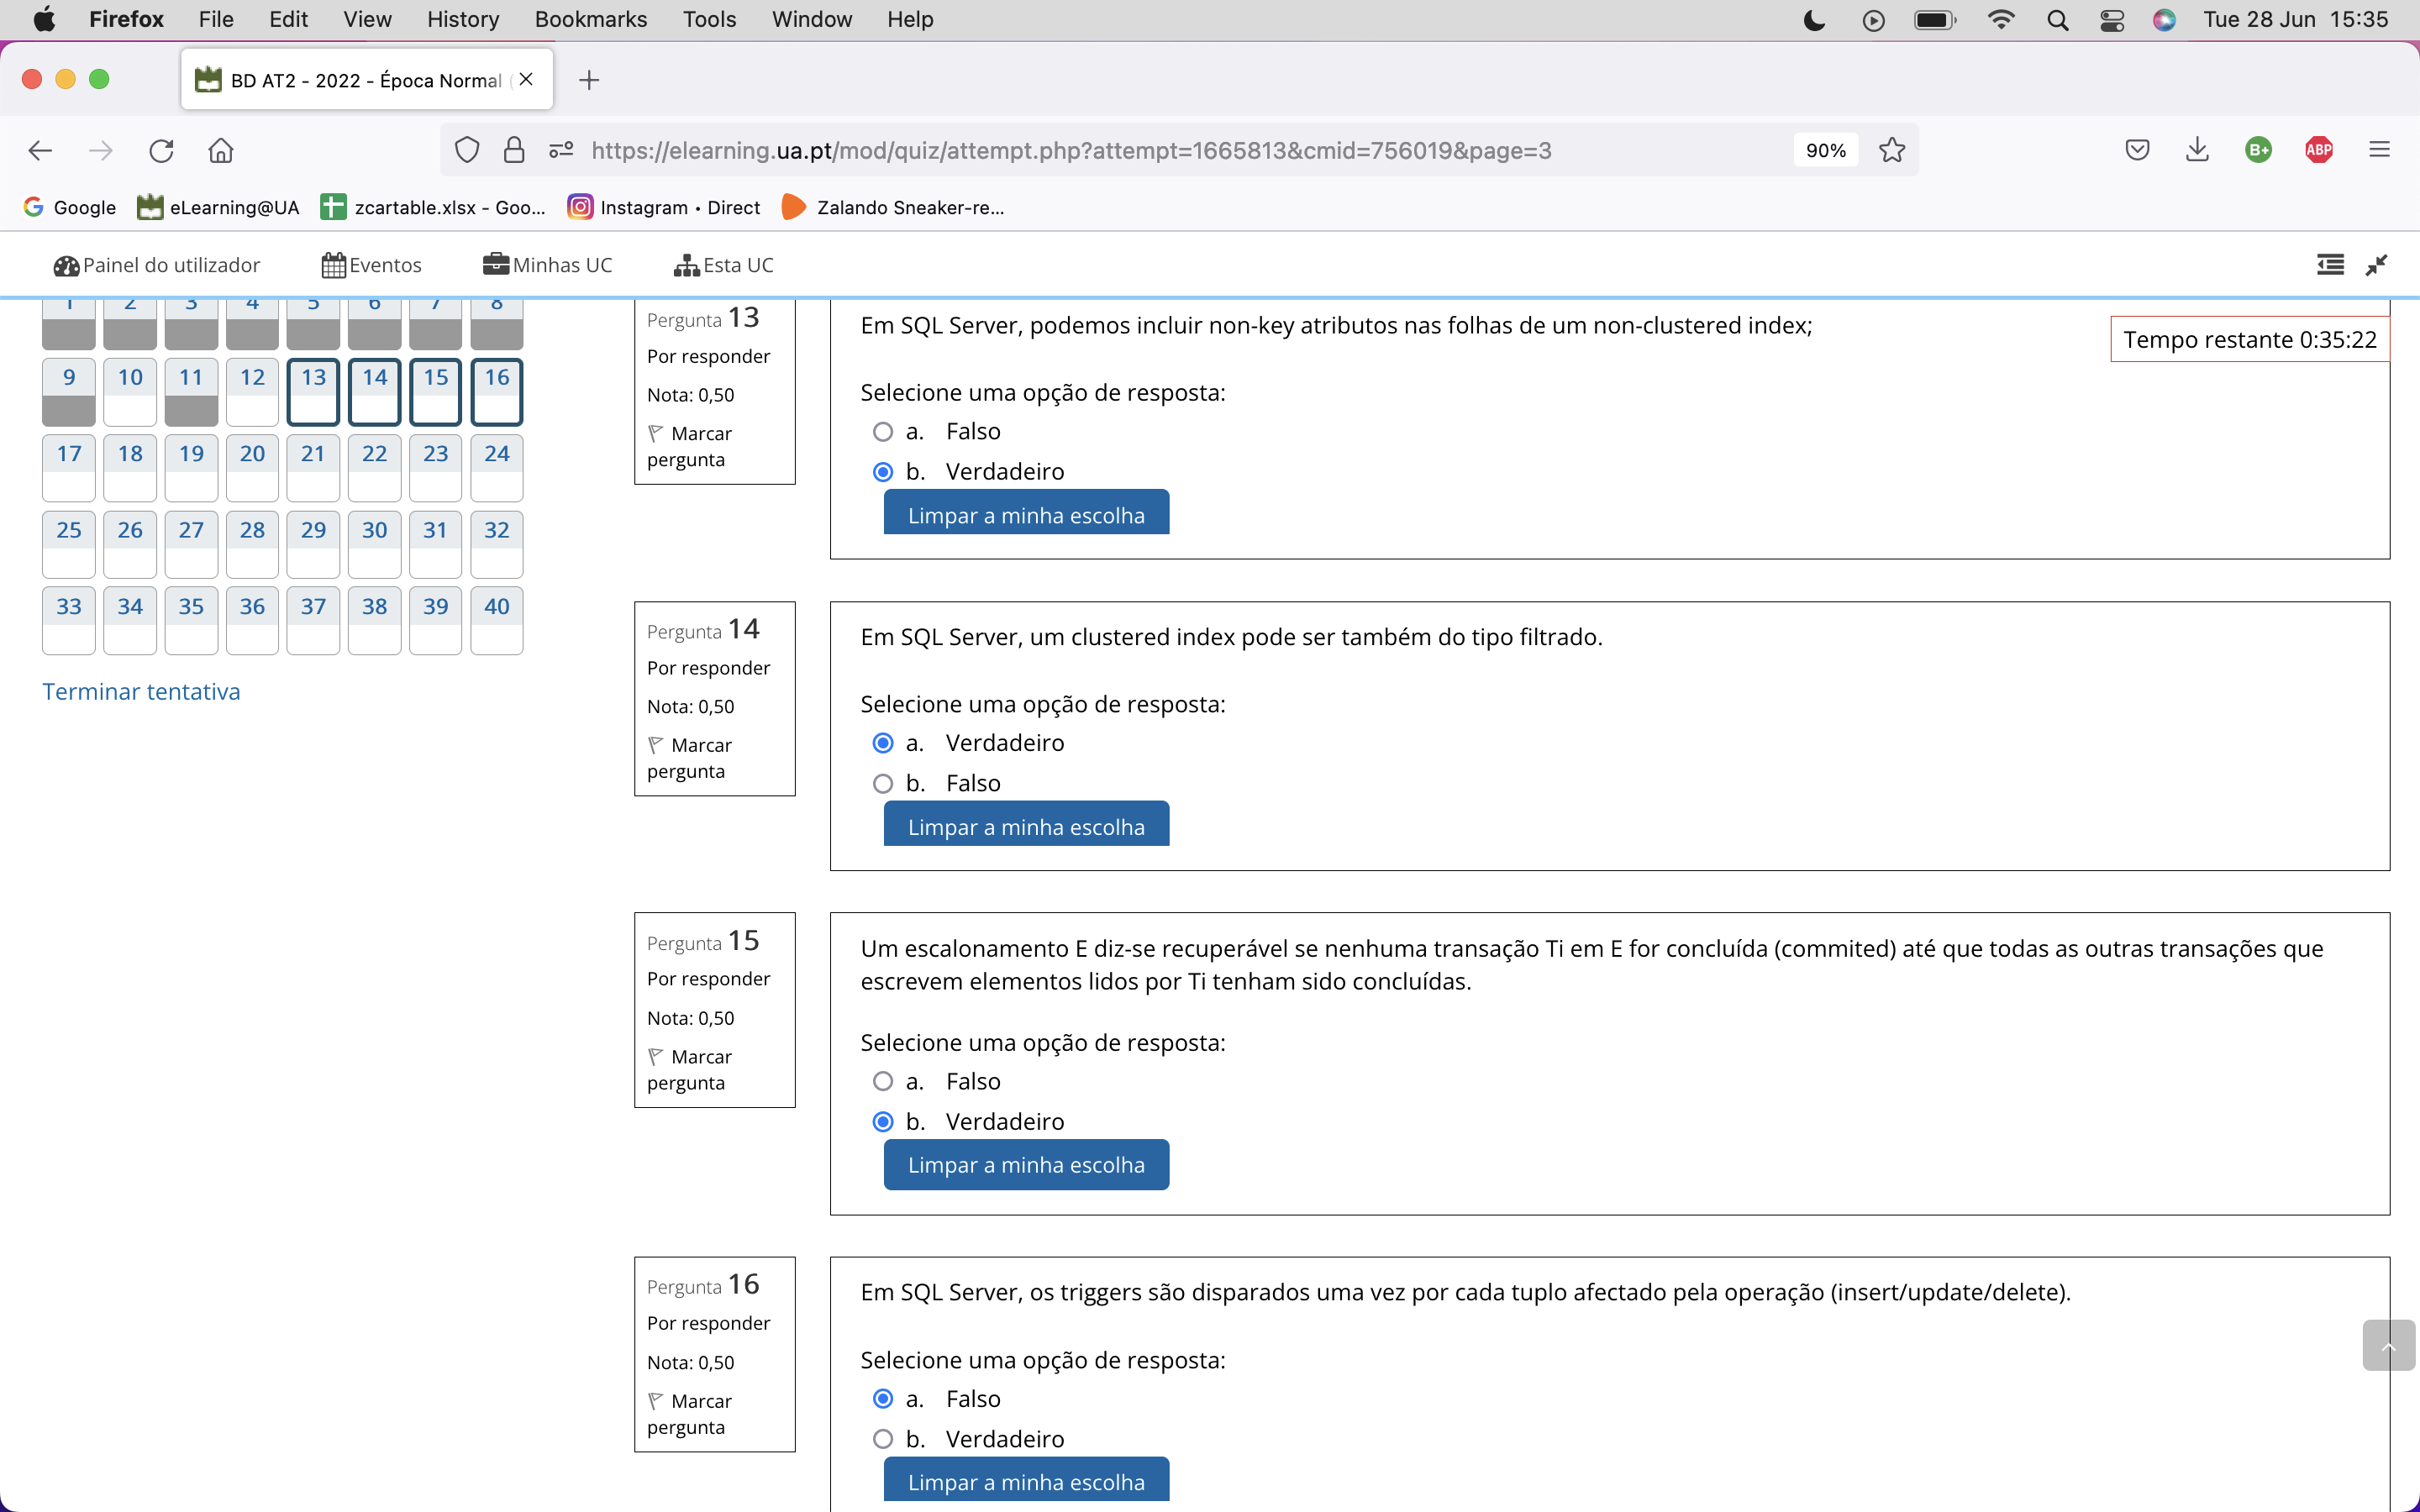 Firefox File Edit View History Bookmarks Tools Window Help Tue 28 Jun 15:35
BD AT2 - 2022 - Época Normal (
https://elearning.ua.pt/mod/quiz/attempt.php?attempt=1665813&cmid=756019&page=3 90% B+ ABP
Google eLearning@UA zcartable.xlsx - Goo... Instagram • Direct Zalando Sneaker-re...
Painel do utilizador Eventos Minhas UC Esta UC
1 2 3 4 5 6 7 8
9 10 11 12 13 14 15 16
17 18 19 20 21 22 23 24
25 26 27 28 29 30 31 32
33 34 35 36 37 38 39 40
Terminar tentativa
Tempo restante 0:35:22
Pergunta 13
Por responder
Nota: 0,50
Marcar
pergunta
Em SQL Server, podemos incluir non-key atributos nas folhas de um non-clustered index;
Selecione uma opção de resposta:
a. Falso
b. Verdadeiro
Limpar a minha escolha
Pergunta 14
Por responder
Nota: 0,50
Marcar
pergunta
Em SQL Server, um clustered index pode ser também do tipo filtrado.
Selecione uma opção de resposta:
a. Verdadeiro
b. Falso
Limpar a minha escolha
Pergunta 15
Por responder
Nota: 0,50
Marcar
pergunta
Um escalonamento E diz-se recuperável se nenhuma transação Ti em E for concluída (commited) até que todas as outras transações que
escrevem elementos lidos por Ti tenham sido concluídas.
Selecione uma opção de resposta:
a. Falso
b. Verdadeiro
Limpar a minha escolha
Pergunta 16
Por responder
Nota: 0,50
Marcar
pergunta
Em SQL Server, os triggers são disparados uma vez por cada tuplo afectado pela operação (insert/update/delete).
Selecione uma opção de resposta:
a. Falso
b. Verdadeiro
Limpar a minha escolha